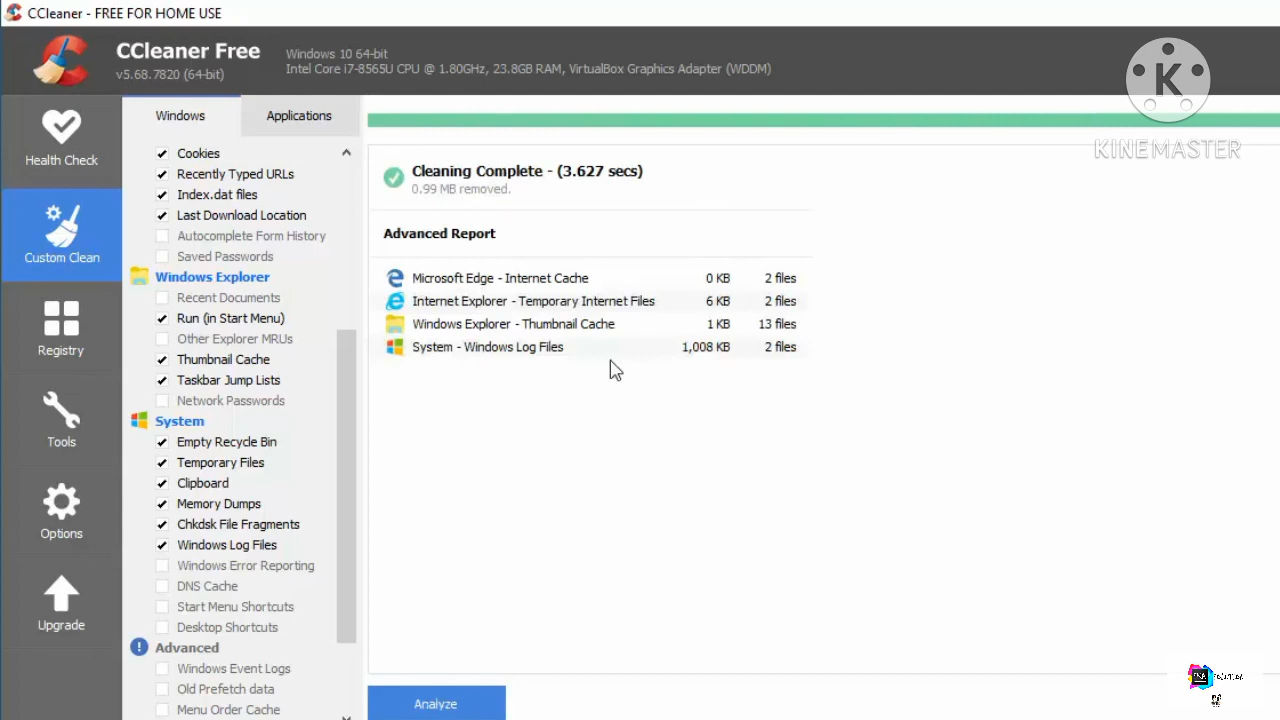 CCleaner - FREE FOR HOME USE
CCleaner Free
v5.68.7820 (64-bit)
Windows 10 64-bit
Intel Core i7-8565U CPU @ 1.80GHz, 23.8GB RAM, VirtualBox Graphics Adapter (WDDM)
K
KINEMASTER
Health Check
Custom Clean
Registry
Tools
Options
Upgrade
Windows
Applications
Cookies
Recently Typed URLs
Index.dat files
Last Download Location
Autocomplete Form History
Saved Passwords
Windows Explorer
Recent Documents
Run (in Start Menu)
Other Explorer MRUs
Thumbnail Cache
Taskbar Jump Lists
Network Passwords
System
Empty Recycle Bin
Temporary Files
Clipboard
Memory Dumps
Chkdsk File Fragments
Windows Log Files
Windows Error Reporting
DNS Cache
Start Menu Shortcuts
Desktop Shortcuts
Advanced
Windows Event Logs
Old Prefetch data
Menu Order Cache
Cleaning Complete - (3.627 secs)
0.99 MB removed.
Advanced Report
Microsoft Edge - Internet Cache 0 KB 2 files
Internet Explorer - Temporary Internet Files 6 KB 2 files
Windows Explorer - Thumbnail Cache 1 KB 13 files
System - Windows Log Files 1,008 KB 2 files
Analyze